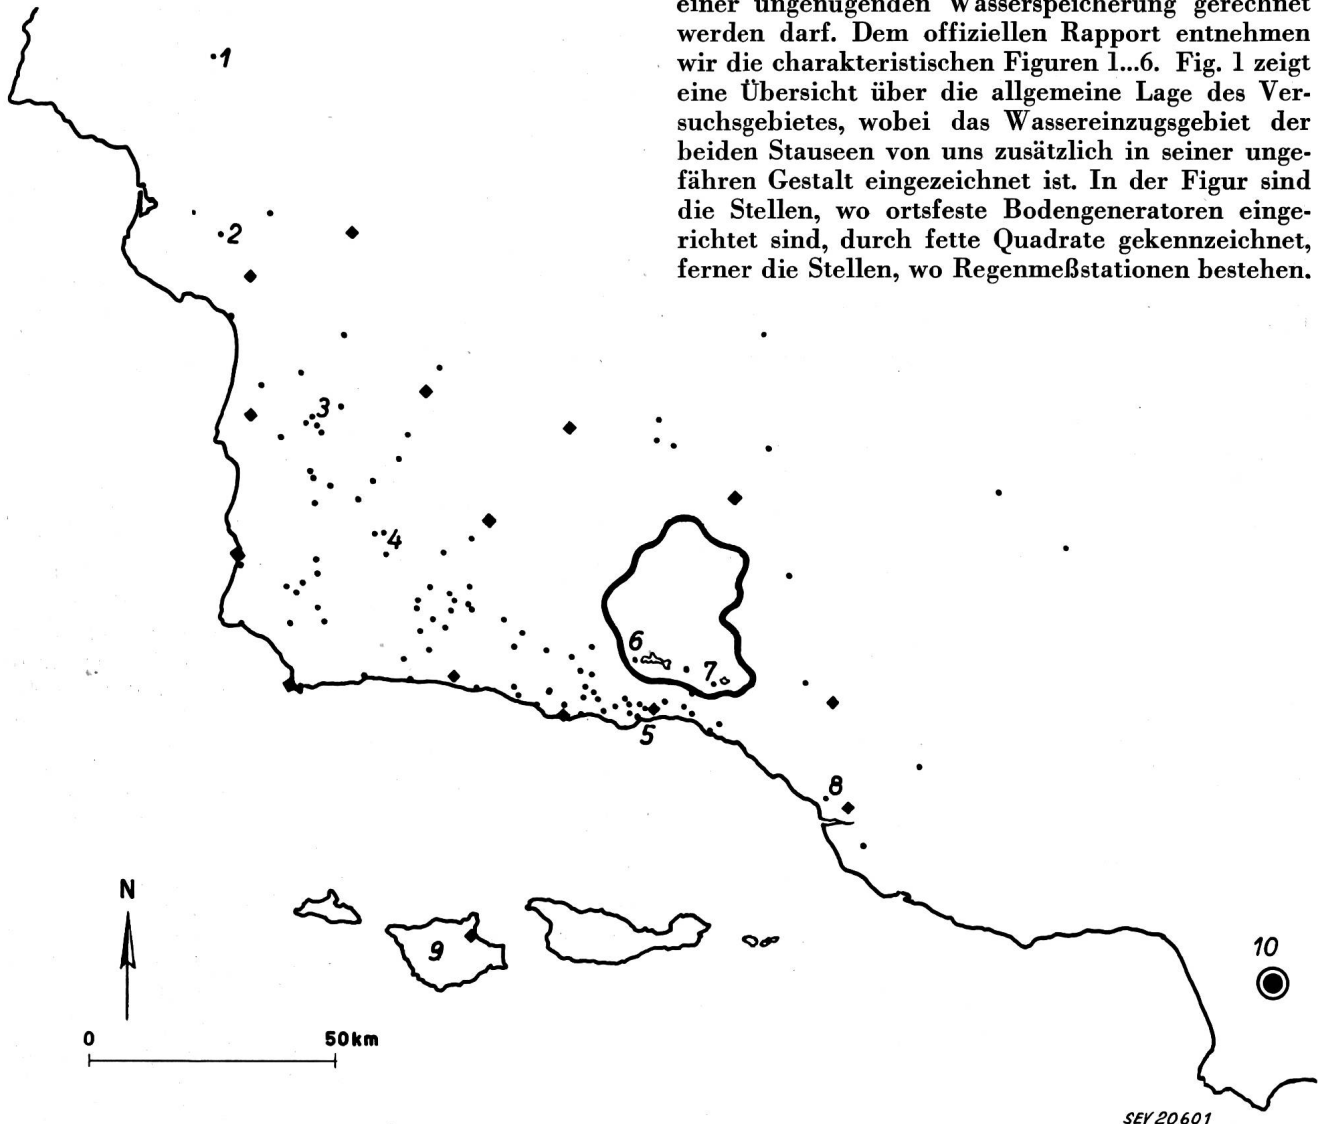 einer ungenügenden Wasserspeicherung gerechnet
werden darf. Dem offiziellen Rapport entnehmen
wir die charakteristischen Figuren 1...6. Fig. 1 zeigt
eine Übersicht über die allgemeine Lage des Ver-
suchsgebietes, wobei das Wassereinzugsgebiet der
beiden Stauseen von uns zusätzlich in seiner unge-
fähren Gestalt eingezeichnet ist. In der Figur sind
die Stellen, wo ortsfeste Bodengeneratoren einge-
richtet sind, durch fette Quadrate gekennzeichnet,
ferner die Stellen, wo Regenmeßstationen bestehen.
1
2
3
4
6
7
5
8
N
9
10
0 50km
SEV 20601